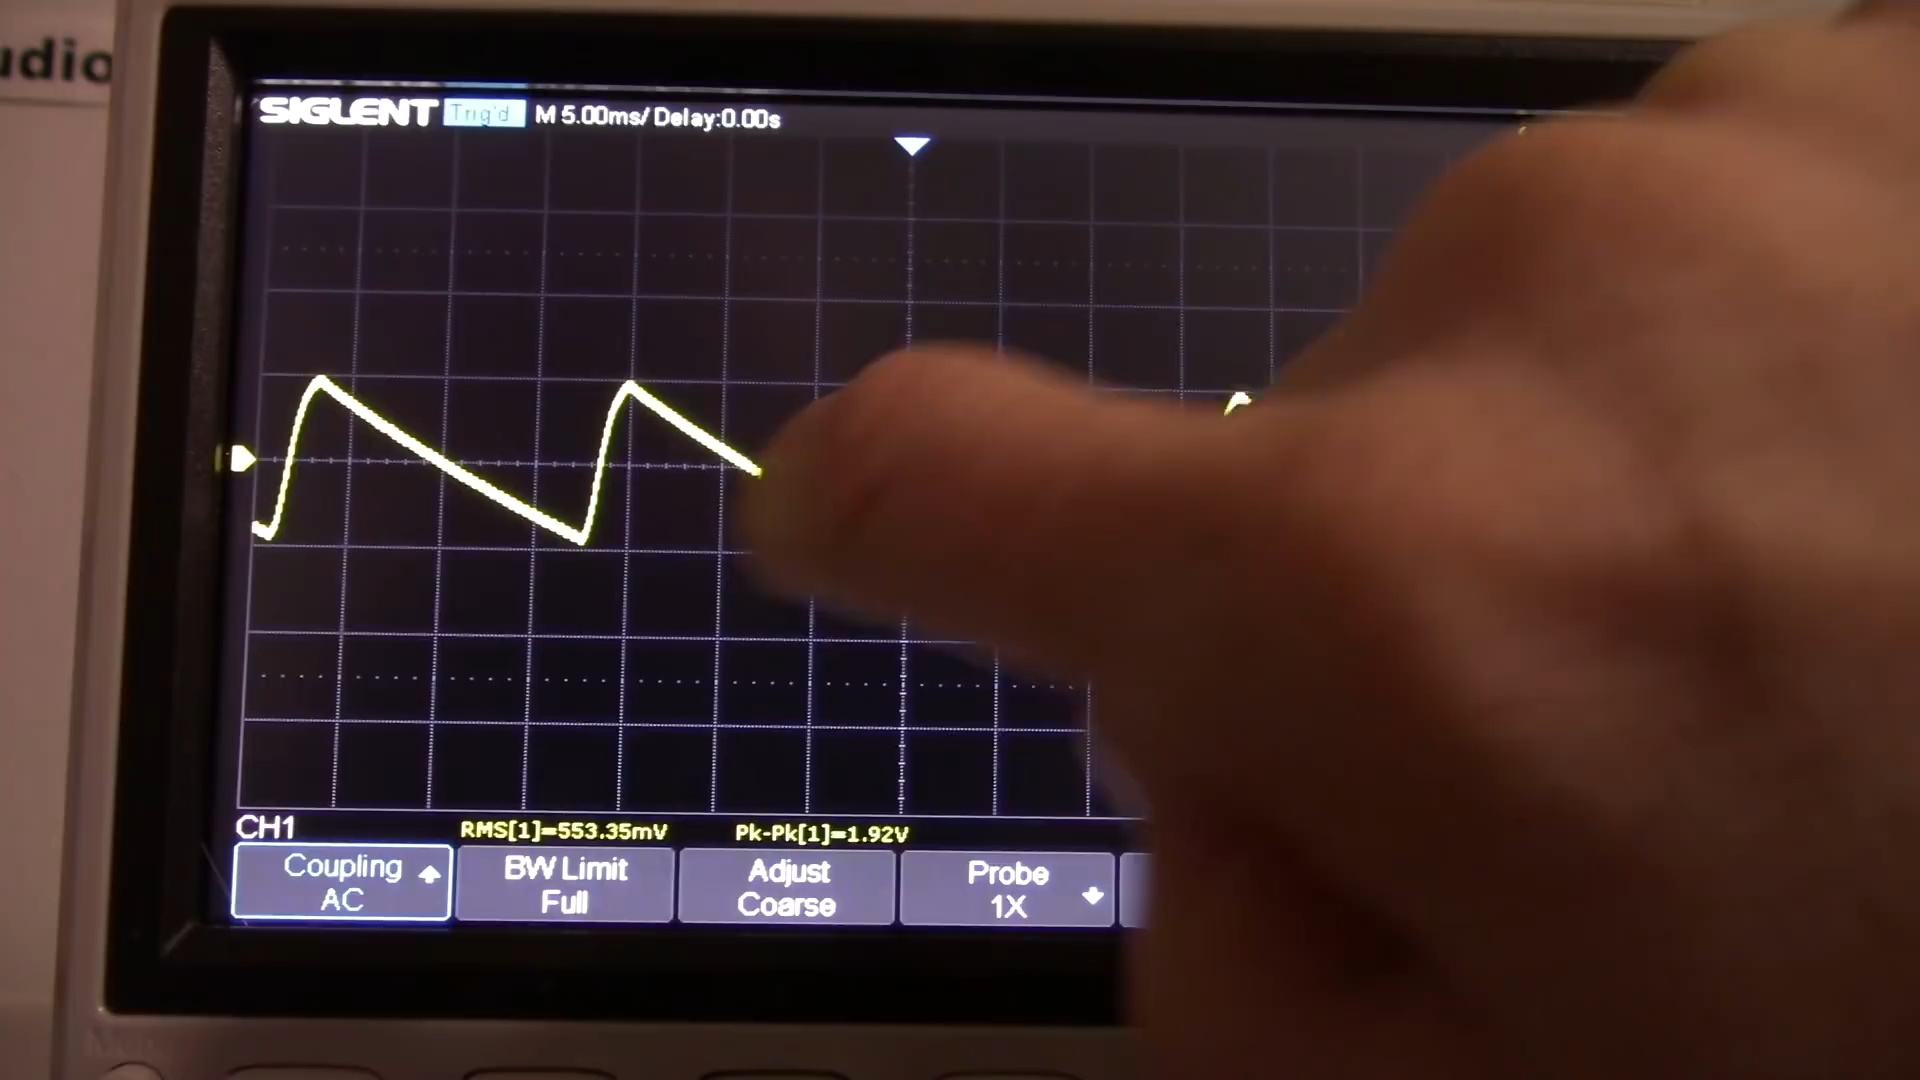 udio
SIGLENT Trig'd M 5.00ms/ Delay:0.00s
CH1 RMS[1]=553.35mV Pk-Pk[1]=1.92V
Coupling BW Limit Adjust Probe
AC Full Coarse 1X